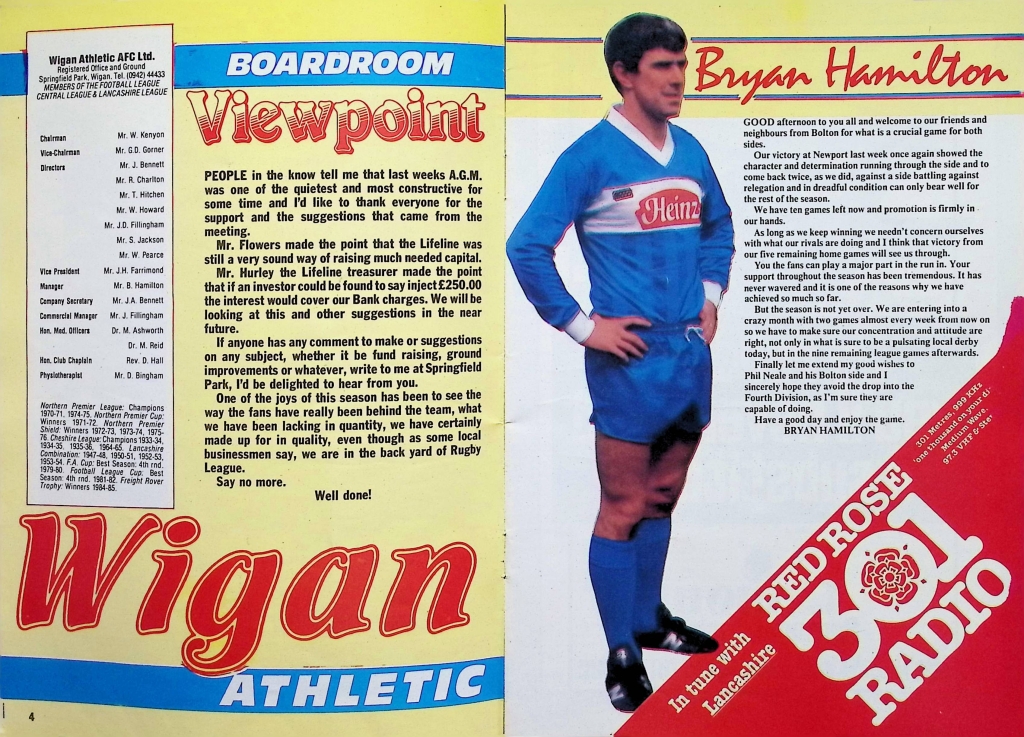 Wigan Athletic AFC Ltd.
Registered Office and Ground
Springfield Park, Wigan. Tel. (0942) 44433
MEMBERS OF THE FOOTBALL LEAGUE
CENTRAL LEAGUE & LANCASHIRE LEAGUE
Chairman Mr. W. Kenyon
Vice-Chairman Mr. G.D. Gorner
Directors Mr. J. Bennett
Mr. R. Charlton
Mr. T. Hitchen
Mr. W. Howard
Mr. J.D. Fillingham
Mr. S. Jackson
Mr. W. Pearce
Vice President Mr. J.H. Farrimond
Manager Mr. B. Hamilton
Company Secretary Mr. J.A. Bennett
Commercial Manager Mr. J. Fillingham
Hon. Med. Officers Dr. M. Ashworth
Dr. M. Reid
Hon. Club Chaplain Rev. D. Hall
Physiotherapist Mr. D. Bingham
Northern Premier League: Champions
1970-71, 1974-75. Northern Premier Cup:
Winners 1971-72. Northern Premier
Shield: Winners 1972-73, 1973-74, 1975-
76. Cheshire League: Champions 1933-34,
1934-35, 1935-36, 1964-65. Lancashire
Combination: 1947-48, 1950-51, 1952-53,
1953-54. F.A. Cup: Best Season: 4th rnd.
1979-80. Football League Cup: Best
Season: 4th rnd. 1981-82. Freight Rover
Trophy: Winners 1984-85.
BOARDROOM
Viewpoint
PEOPLE in the know tell me that last weeks A.G.M.
was one of the quietest and most constructive for
some time and I'd like to thank everyone for the
support and the suggestions that came from the
meeting.
Mr. Flowers made the point that the Lifeline was
still a very sound way of raising much needed capital.
Mr. Hurley the Lifeline treasurer made the point
that if an investor could be found to say inject £250.00
the interest would cover our Bank charges. We will be
looking at this and other suggestions in the near
future.
If anyone has any comment to make or suggestions
on any subject, whether it be fund raising, ground
improvements or whatever, write to me at Springfield
Park, I'd be delighted to hear from you.
One of the joys of this season has been to see the
way the fans have really been behind the team, what
we have been lacking in quantity, we have certainly
made up for in quality, even though as some local
businessmen say, we are in the back yard of Rugby
League.
Say no more.
Well done!
Wigan
ATHLETIC
4
Bryan Hamilton
GOOD afternoon to you all and welcome to our friends and
neighbours from Bolton for what is a crucial game for both
sides.
Our victory at Newport last week once again showed the
character and determination running through the side and to
come back twice, as we did, against a side battling against
relegation and in dreadful condition can only bear well for
the rest of the season.
We have ten games left now and promotion is firmly in
our hands.
As long as we keep winning we needn't concern ourselves
with what our rivals are doing and I think that victory from
our five remaining home games will see us through.
You the fans can play a major part in the run in. Your
support throughout the season has been tremendous. It has
never wavered and it is one of the reasons why we have
achieved so much so far.
But the season is not yet over. We are entering into a
crazy month with two games almost every week from now on
so we have to make sure our concentration and attitude are
right, not only in what is sure to be a pulsating local derby
today, but in the nine remaining league games afterwards.
Finally let me extend my good wishes to
Phil Neale and his Bolton side and I
sincerely hope they avoid the drop into the
Fourth Division, as I'm sure they are
capable of doing.
Have a good day and enjoy the game.
BRYAN HAMILTON
Heinz
301 Metres, 999 KHz
'one thousand on your di
Medium Wave,
97.3 VHF & Ste
RED ROSE
301
RADIO
In tune with
Lancashire